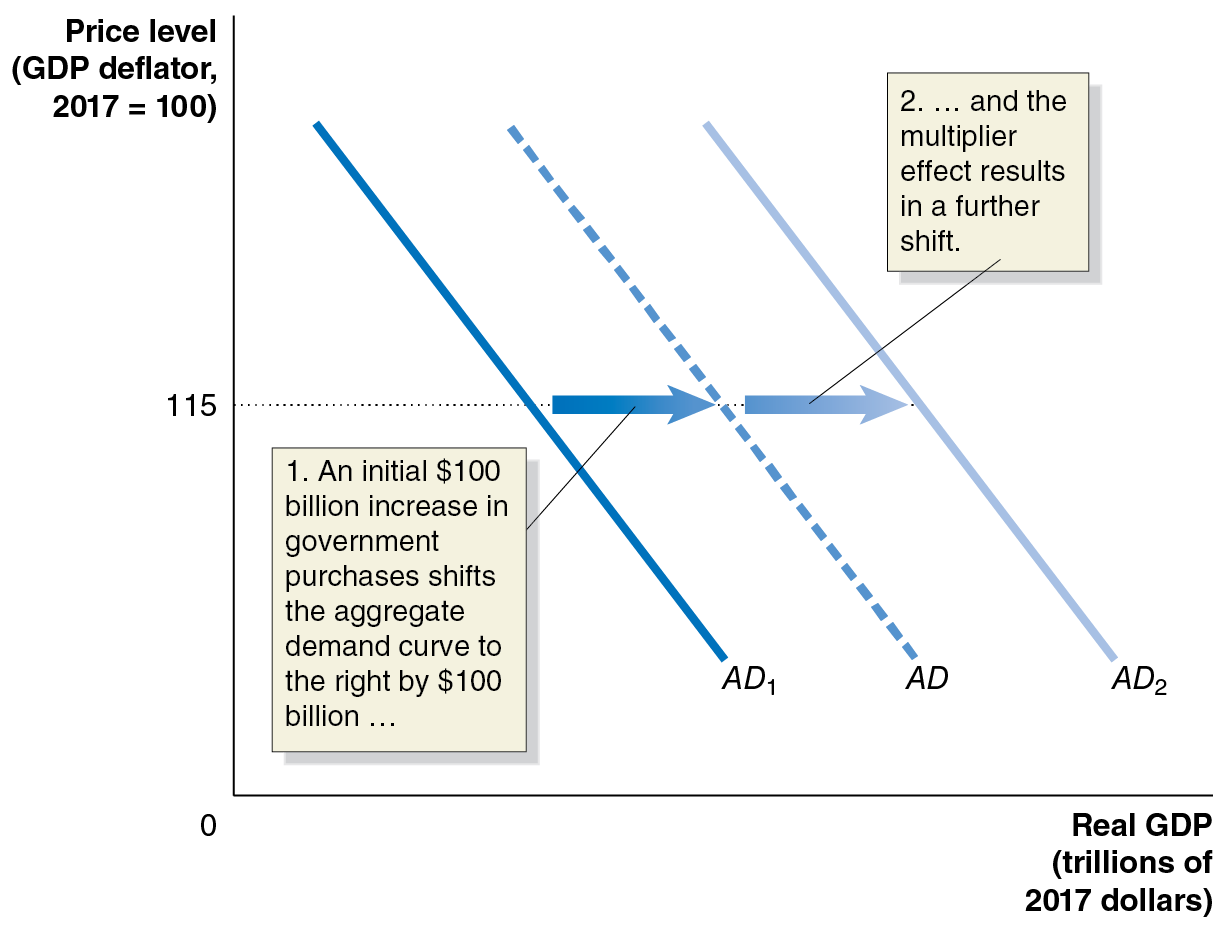 Price level
(GDP deflator,
2017 = 100)
2. … and the
multiplier
effect results
in a further
shift.
115
1. An initial $100
billion increase in
government
purchases shifts
the aggregate
demand curve to
the right by $100
billion …
AD₁
AD
AD₂
0
Real GDP
(trillions of
2017 dollars)